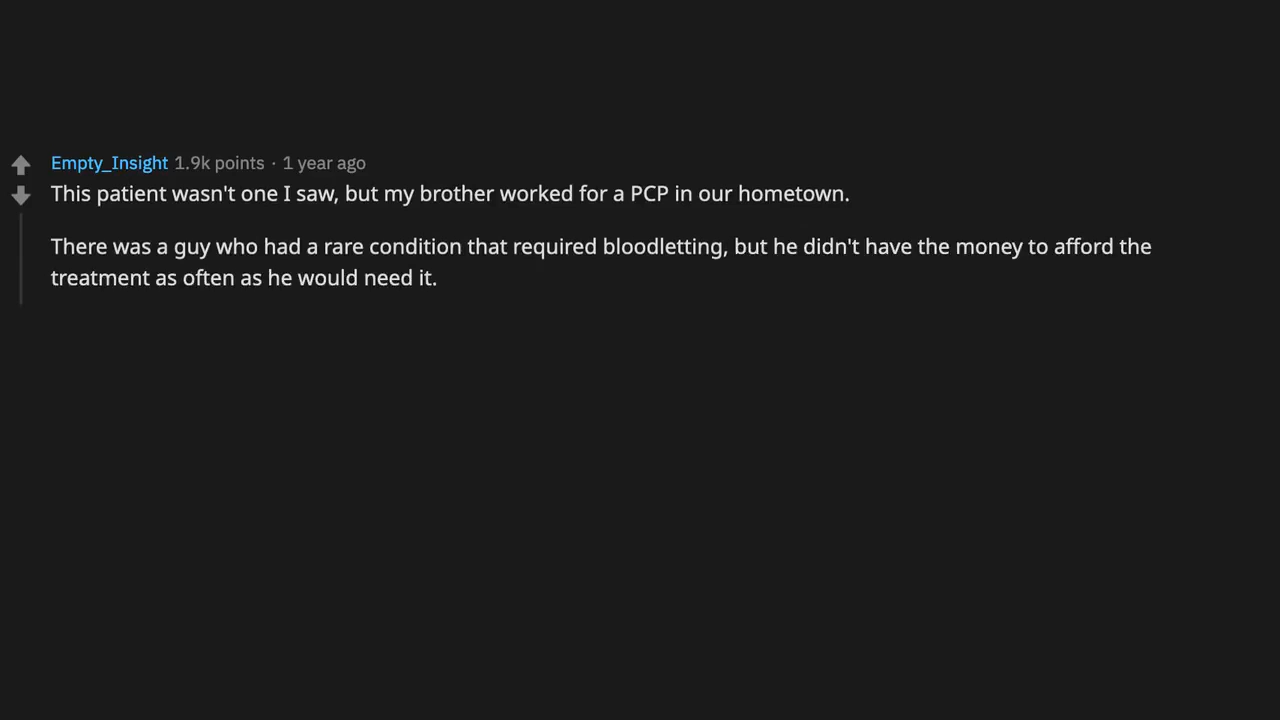 Empty_Insight 1.9k points · 1 year ago
This patient wasn't one I saw, but my brother worked for a PCP in our hometown.
There was a guy who had a rare condition that required bloodletting, but he didn't have the money to afford the
treatment as often as he would need it.